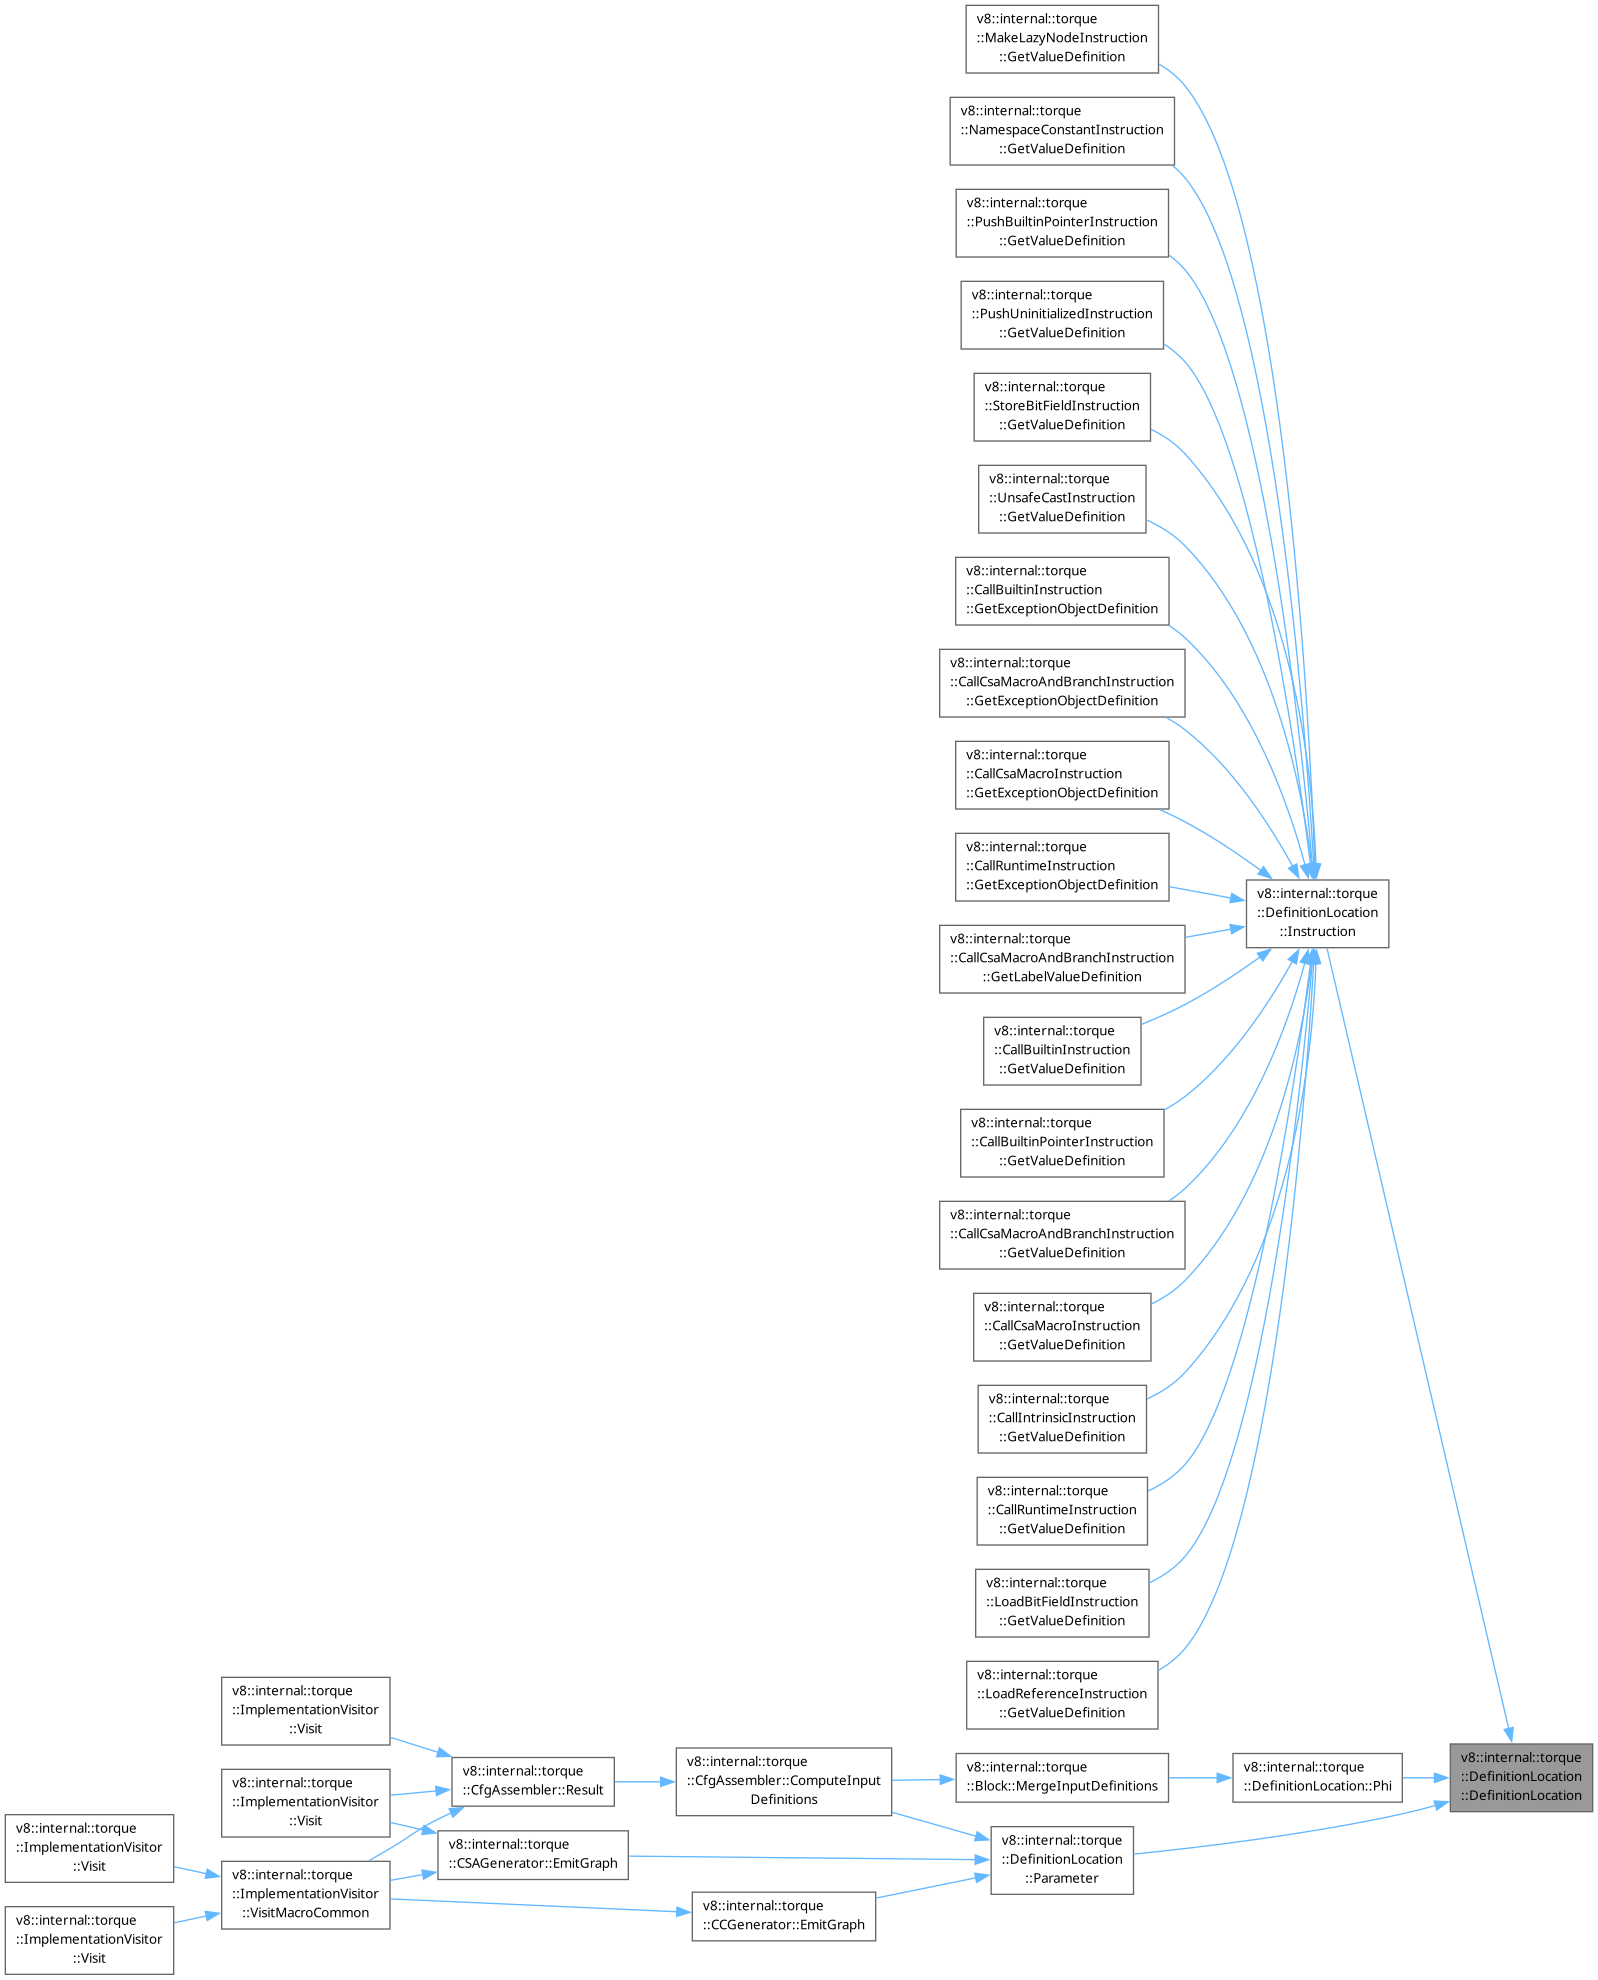 v8::internal::torque
::MakeLazyNodeInstruction
::GetValueDefinition
v8::internal::torque
::NamespaceConstantInstruction
::GetValueDefinition
v8::internal::torque
::PushBuiltinPointerInstruction
::GetValueDefinition
v8::internal::torque
::PushUninitializedInstruction
::GetValueDefinition
v8::internal::torque
::StoreBitFieldInstruction
::GetValueDefinition
v8::internal::torque
::UnsafeCastInstruction
::GetValueDefinition
v8::internal::torque
::CallBuiltinInstruction
::GetExceptionObjectDefinition
v8::internal::torque
::CallCsaMacroAndBranchInstruction
::GetExceptionObjectDefinition
v8::internal::torque
::CallCsaMacroInstruction
::GetExceptionObjectDefinition
v8::internal::torque
::CallRuntimeInstruction
::GetExceptionObjectDefinition
v8::internal::torque
::DefinitionLocation
::Instruction
v8::internal::torque
::CallCsaMacroAndBranchInstruction
::GetLabelValueDefinition
v8::internal::torque
::CallBuiltinInstruction
::GetValueDefinition
v8::internal::torque
::CallBuiltinPointerInstruction
::GetValueDefinition
v8::internal::torque
::CallCsaMacroAndBranchInstruction
::GetValueDefinition
v8::internal::torque
::CallCsaMacroInstruction
::GetValueDefinition
v8::internal::torque
::CallIntrinsicInstruction
::GetValueDefinition
v8::internal::torque
::CallRuntimeInstruction
::GetValueDefinition
v8::internal::torque
::LoadBitFieldInstruction
::GetValueDefinition
v8::internal::torque
::LoadReferenceInstruction
::GetValueDefinition
v8::internal::torque
::ImplementationVisitor
::Visit
v8::internal::torque
::DefinitionLocation
::DefinitionLocation
v8::internal::torque
::CfgAssembler::ComputeInput
Definitions
v8::internal::torque
::Block::MergeInputDefinitions
v8::internal::torque
::DefinitionLocation::Phi
v8::internal::torque
::CfgAssembler::Result
v8::internal::torque
::ImplementationVisitor
::Visit
v8::internal::torque
::ImplementationVisitor
::Visit
v8::internal::torque
::CSAGenerator::EmitGraph
v8::internal::torque
::DefinitionLocation
::Parameter
v8::internal::torque
::ImplementationVisitor
::VisitMacroCommon
v8::internal::torque
::CCGenerator::EmitGraph
v8::internal::torque
::ImplementationVisitor
::Visit